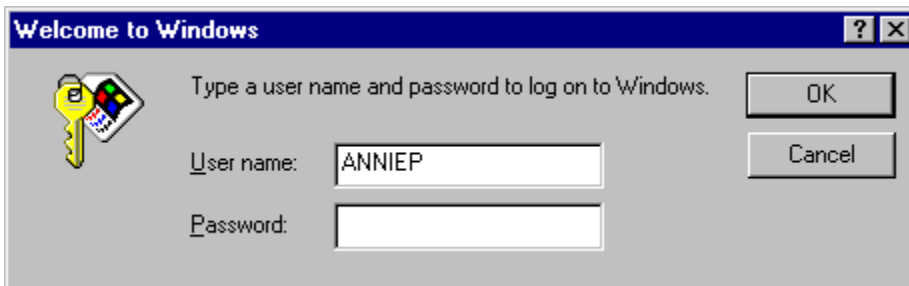 Welcome to Windows
Type a user name and password to log on to Windows.
OK
User name: ANNIEP
Cancel
Password: